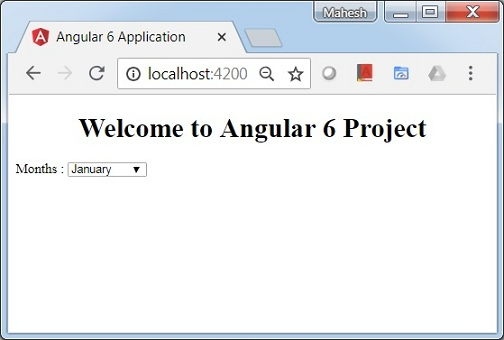 Mahesh
Angular 6 Application
localhost:4200
Welcome to Angular 6 Project
Months : January